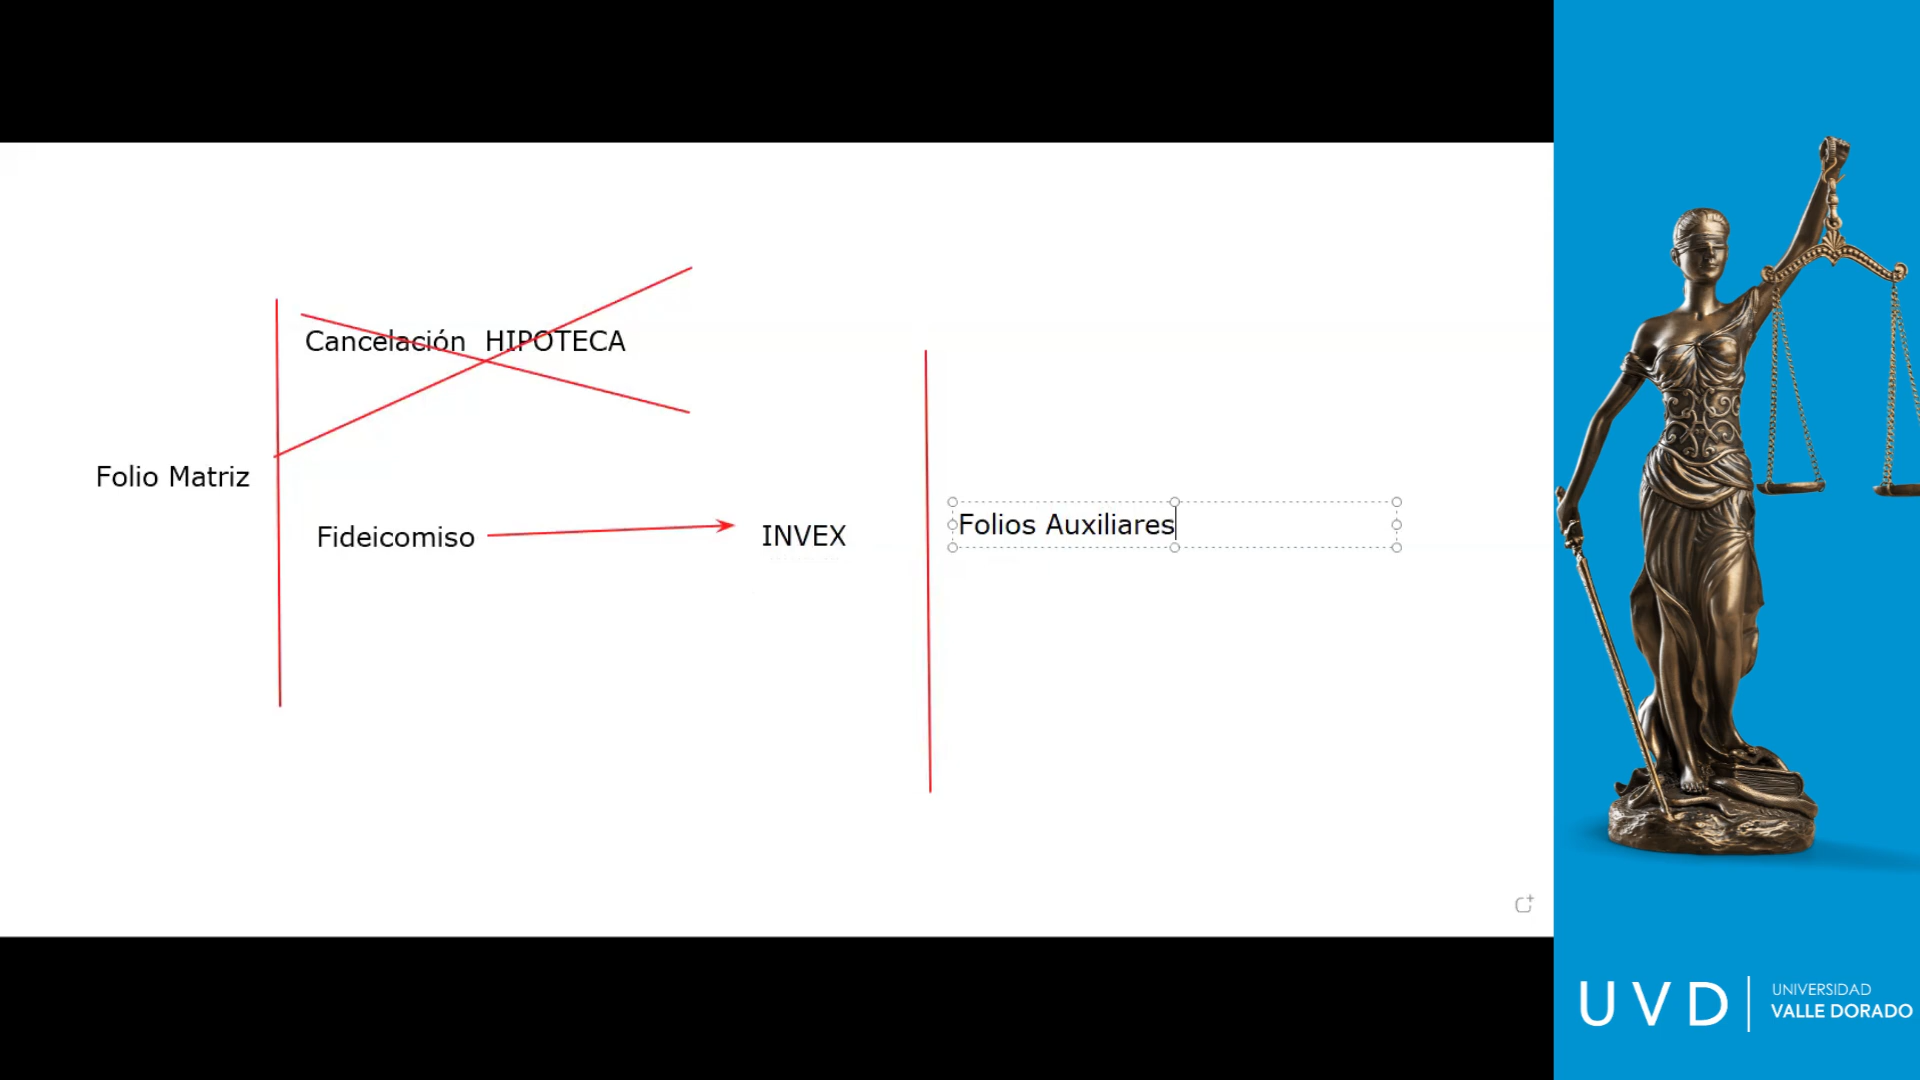 Cancelación  HIPOTECA
Folio Matriz
Fideicomiso
INVEX
Folios Auxiliares
UVD
UNIVERSIDAD
VALLE DORADO